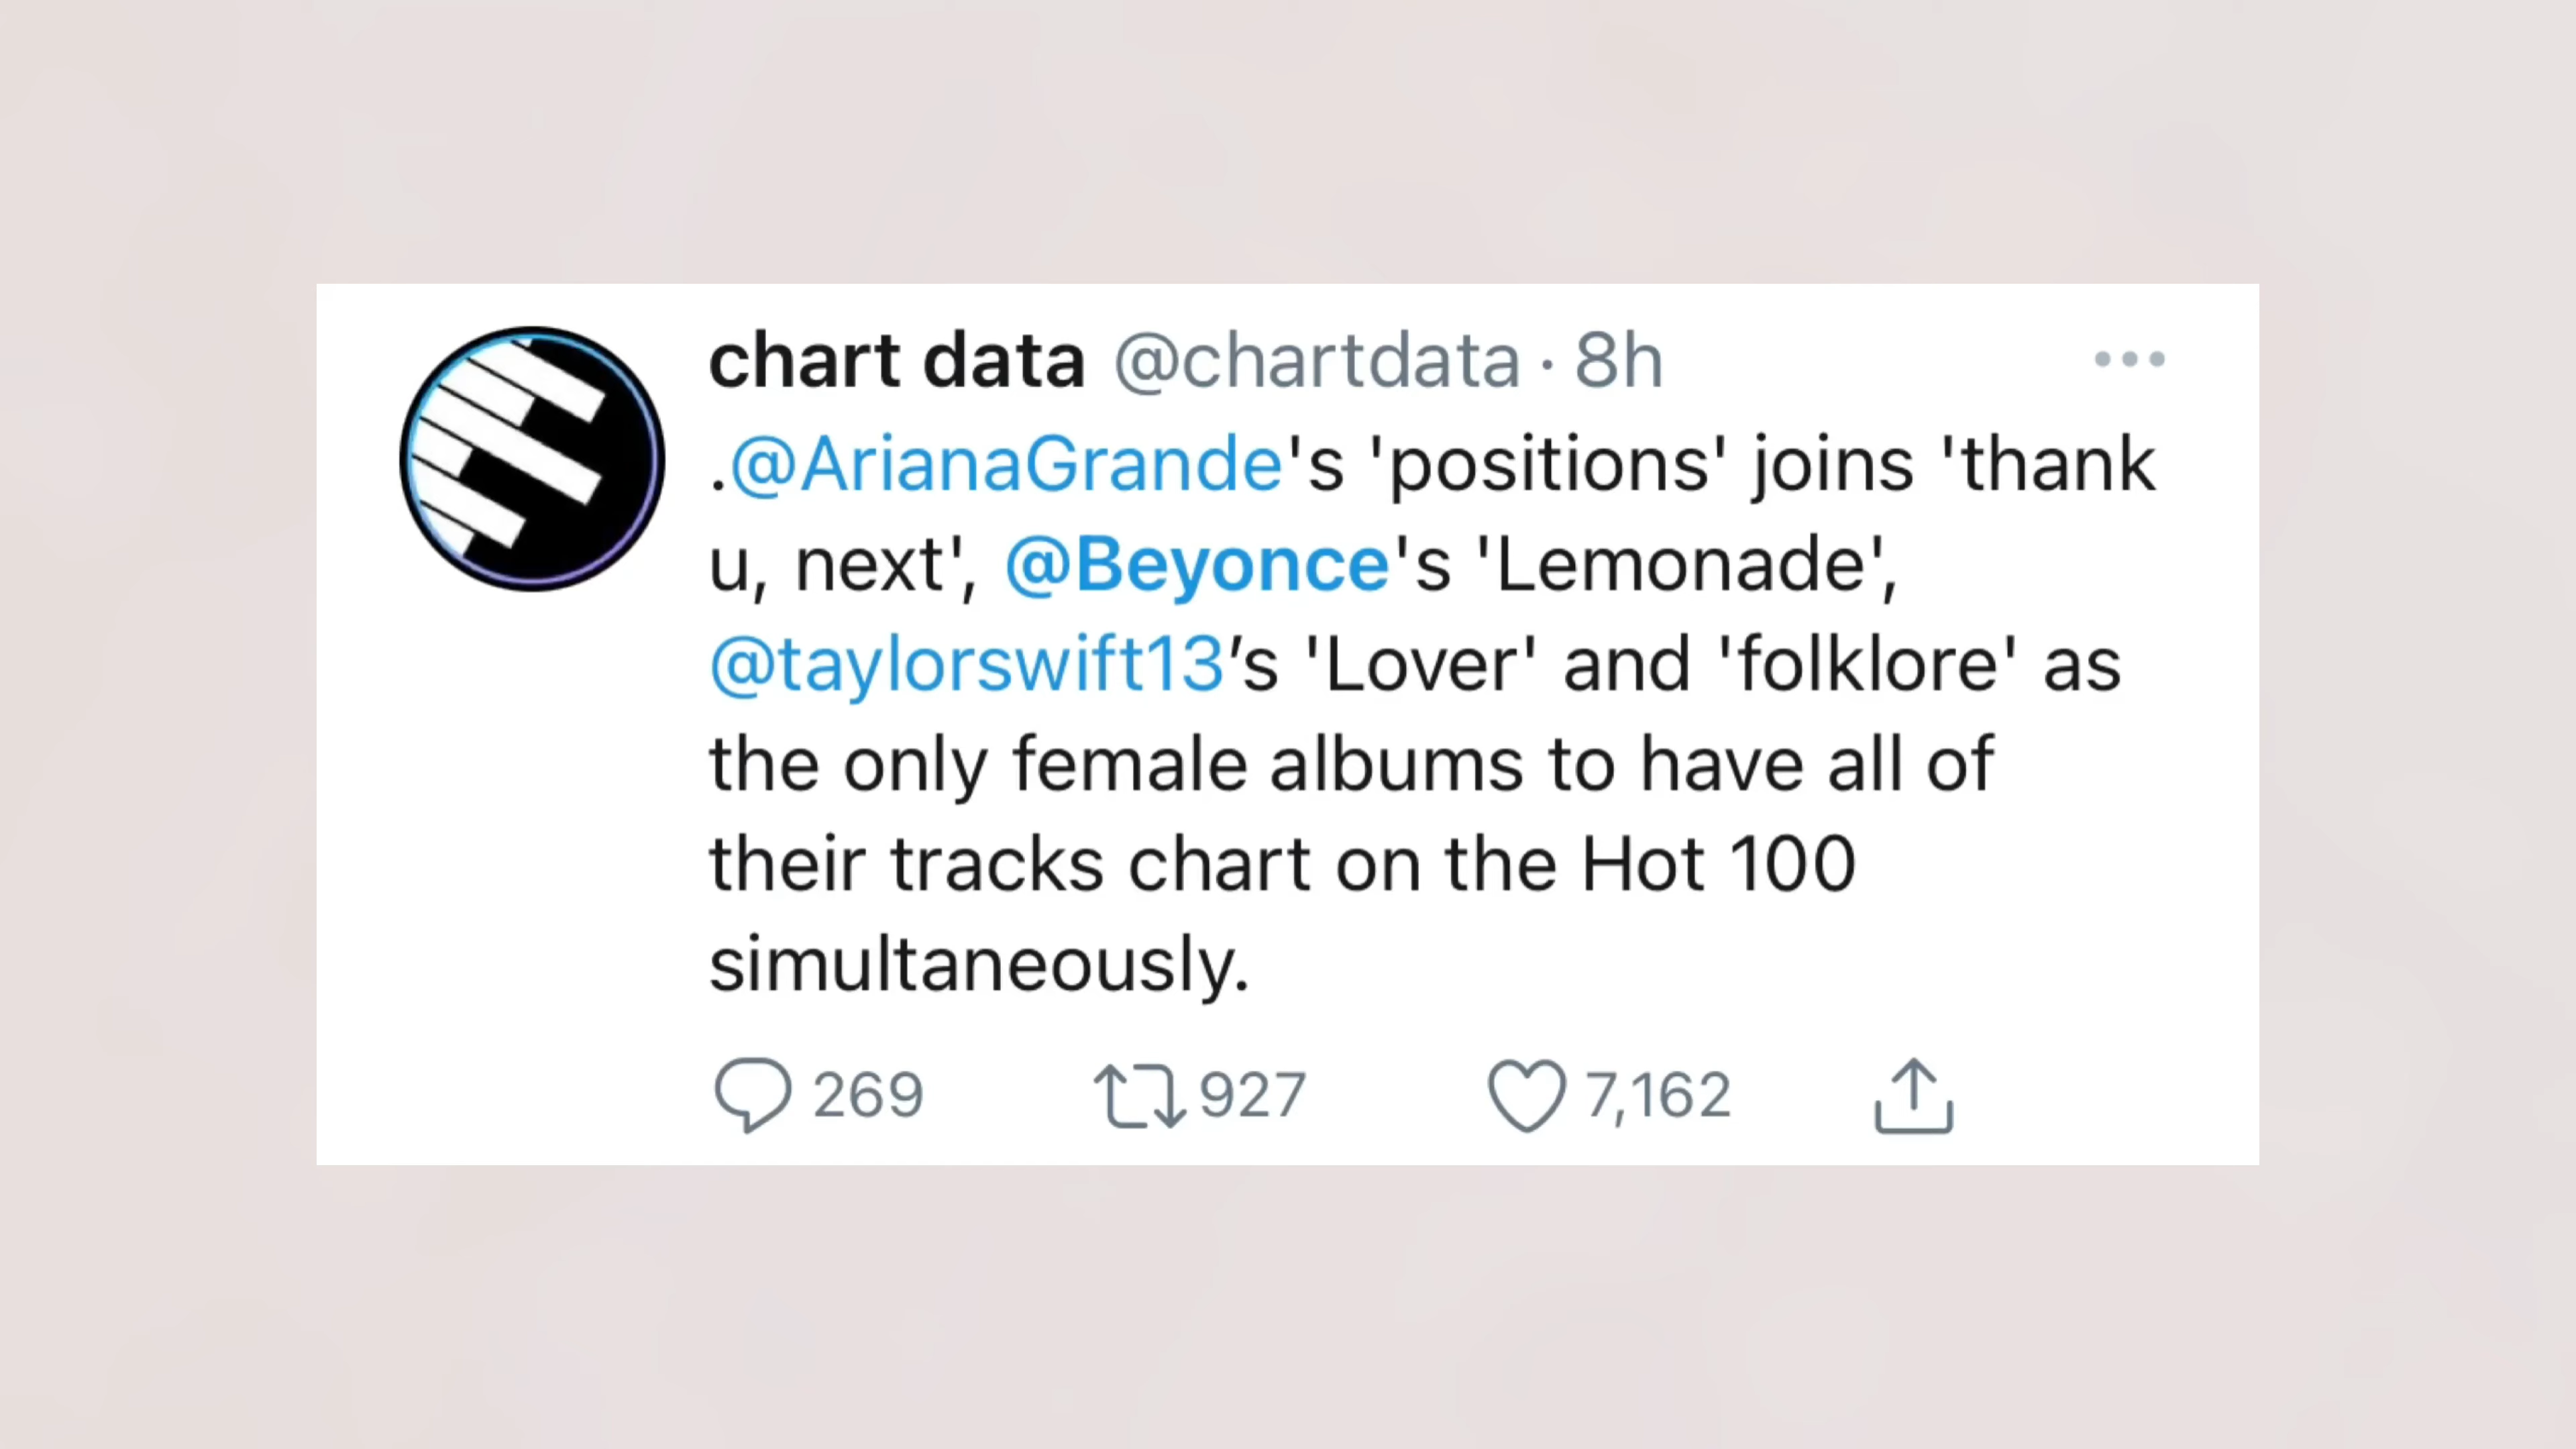 chart data @chartdata · 8h
.@ArianaGrande's 'positions' joins 'thank
u, next', @Beyonce's 'Lemonade',
@taylorswift13’s 'Lover' and 'folklore' as
the only female albums to have all of
their tracks chart on the Hot 100
simultaneously.
269 927 7,162